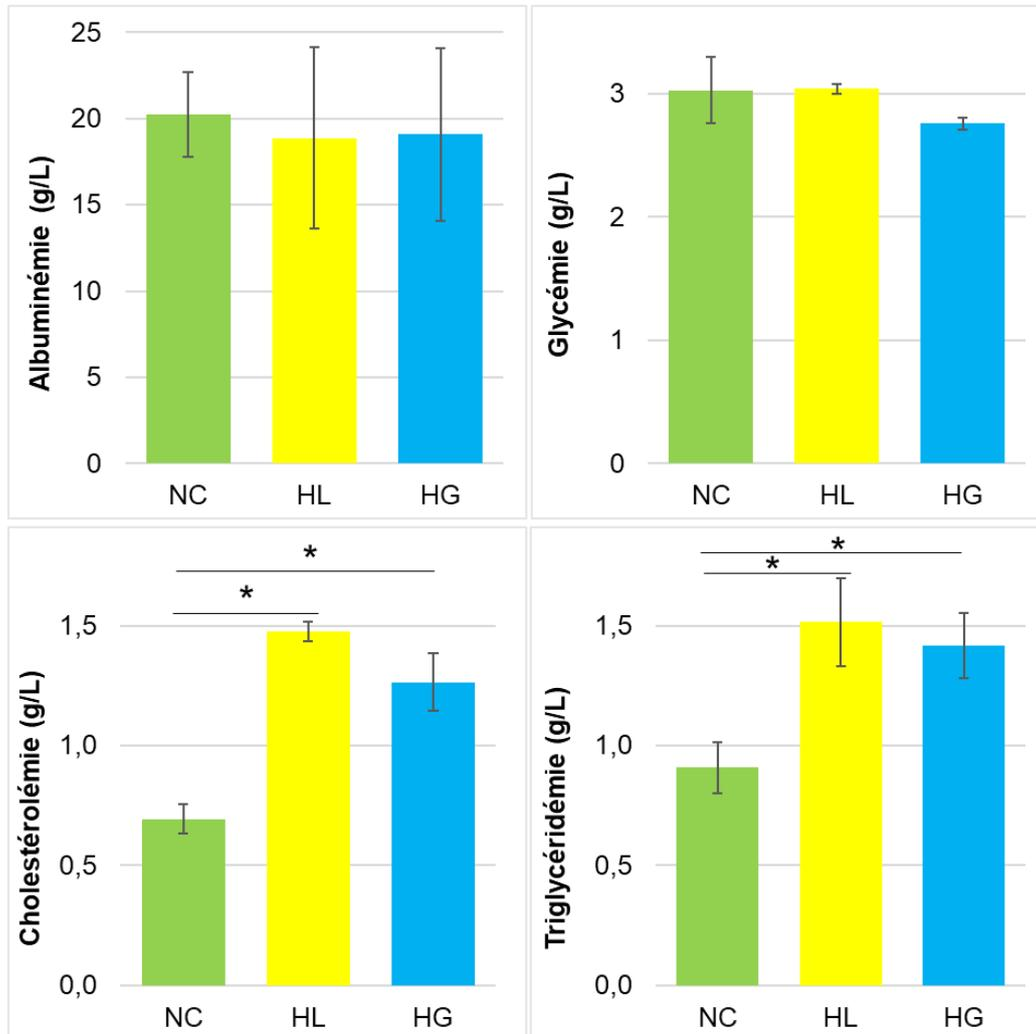 Albuminémie (g/L)
25
20
15
10
5
0
NC HL HG
Glycémie (g/L)
3
2
1
0
NC HL HG
Cholestérolémie (g/L)
*
*
1,5
1,0
0,5
0,0
NC HL HG
Triglycéridémie (g/L)
*
*
1,5
1,0
0,5
0,0
NC HL HG